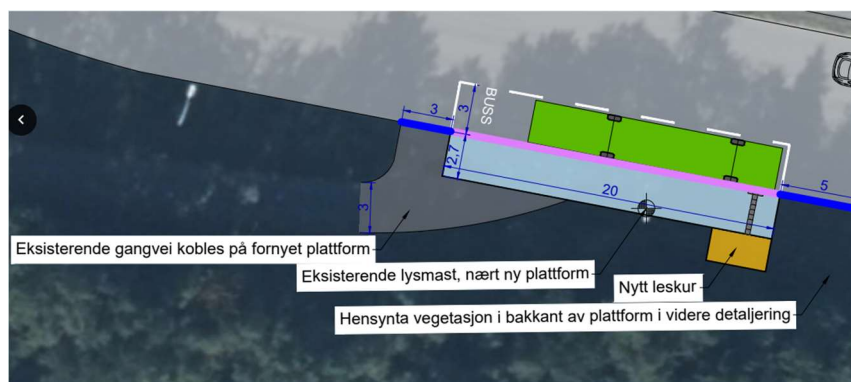 3
3
BUSS
2,7
20
5
3
Eksisterende gangvei kobles på fornyet plattform
Eksisterende lysmast, nært ny plattform
Nytt leskur
Hensynta vegetasjon i bakkant av plattform i videre detaljering